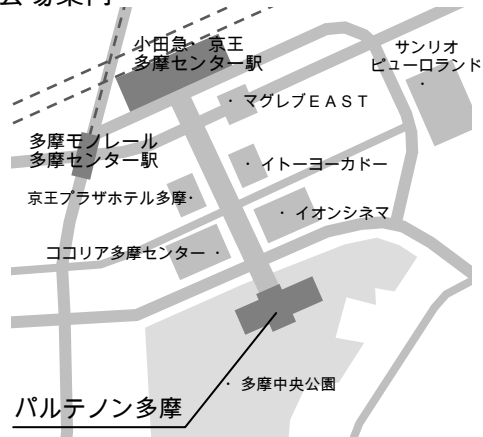 会場案内
小田急・京王
多摩センター駅
サンリオ
ピューロランド
・マグレブＥＡＳＴ
多摩モノレール
多摩センター駅
・イトーヨーカドー
京王プラザホテル多摩・
・イオンシネマ
ココリア多摩センター・
・多摩中央公園
パルテノン多摩